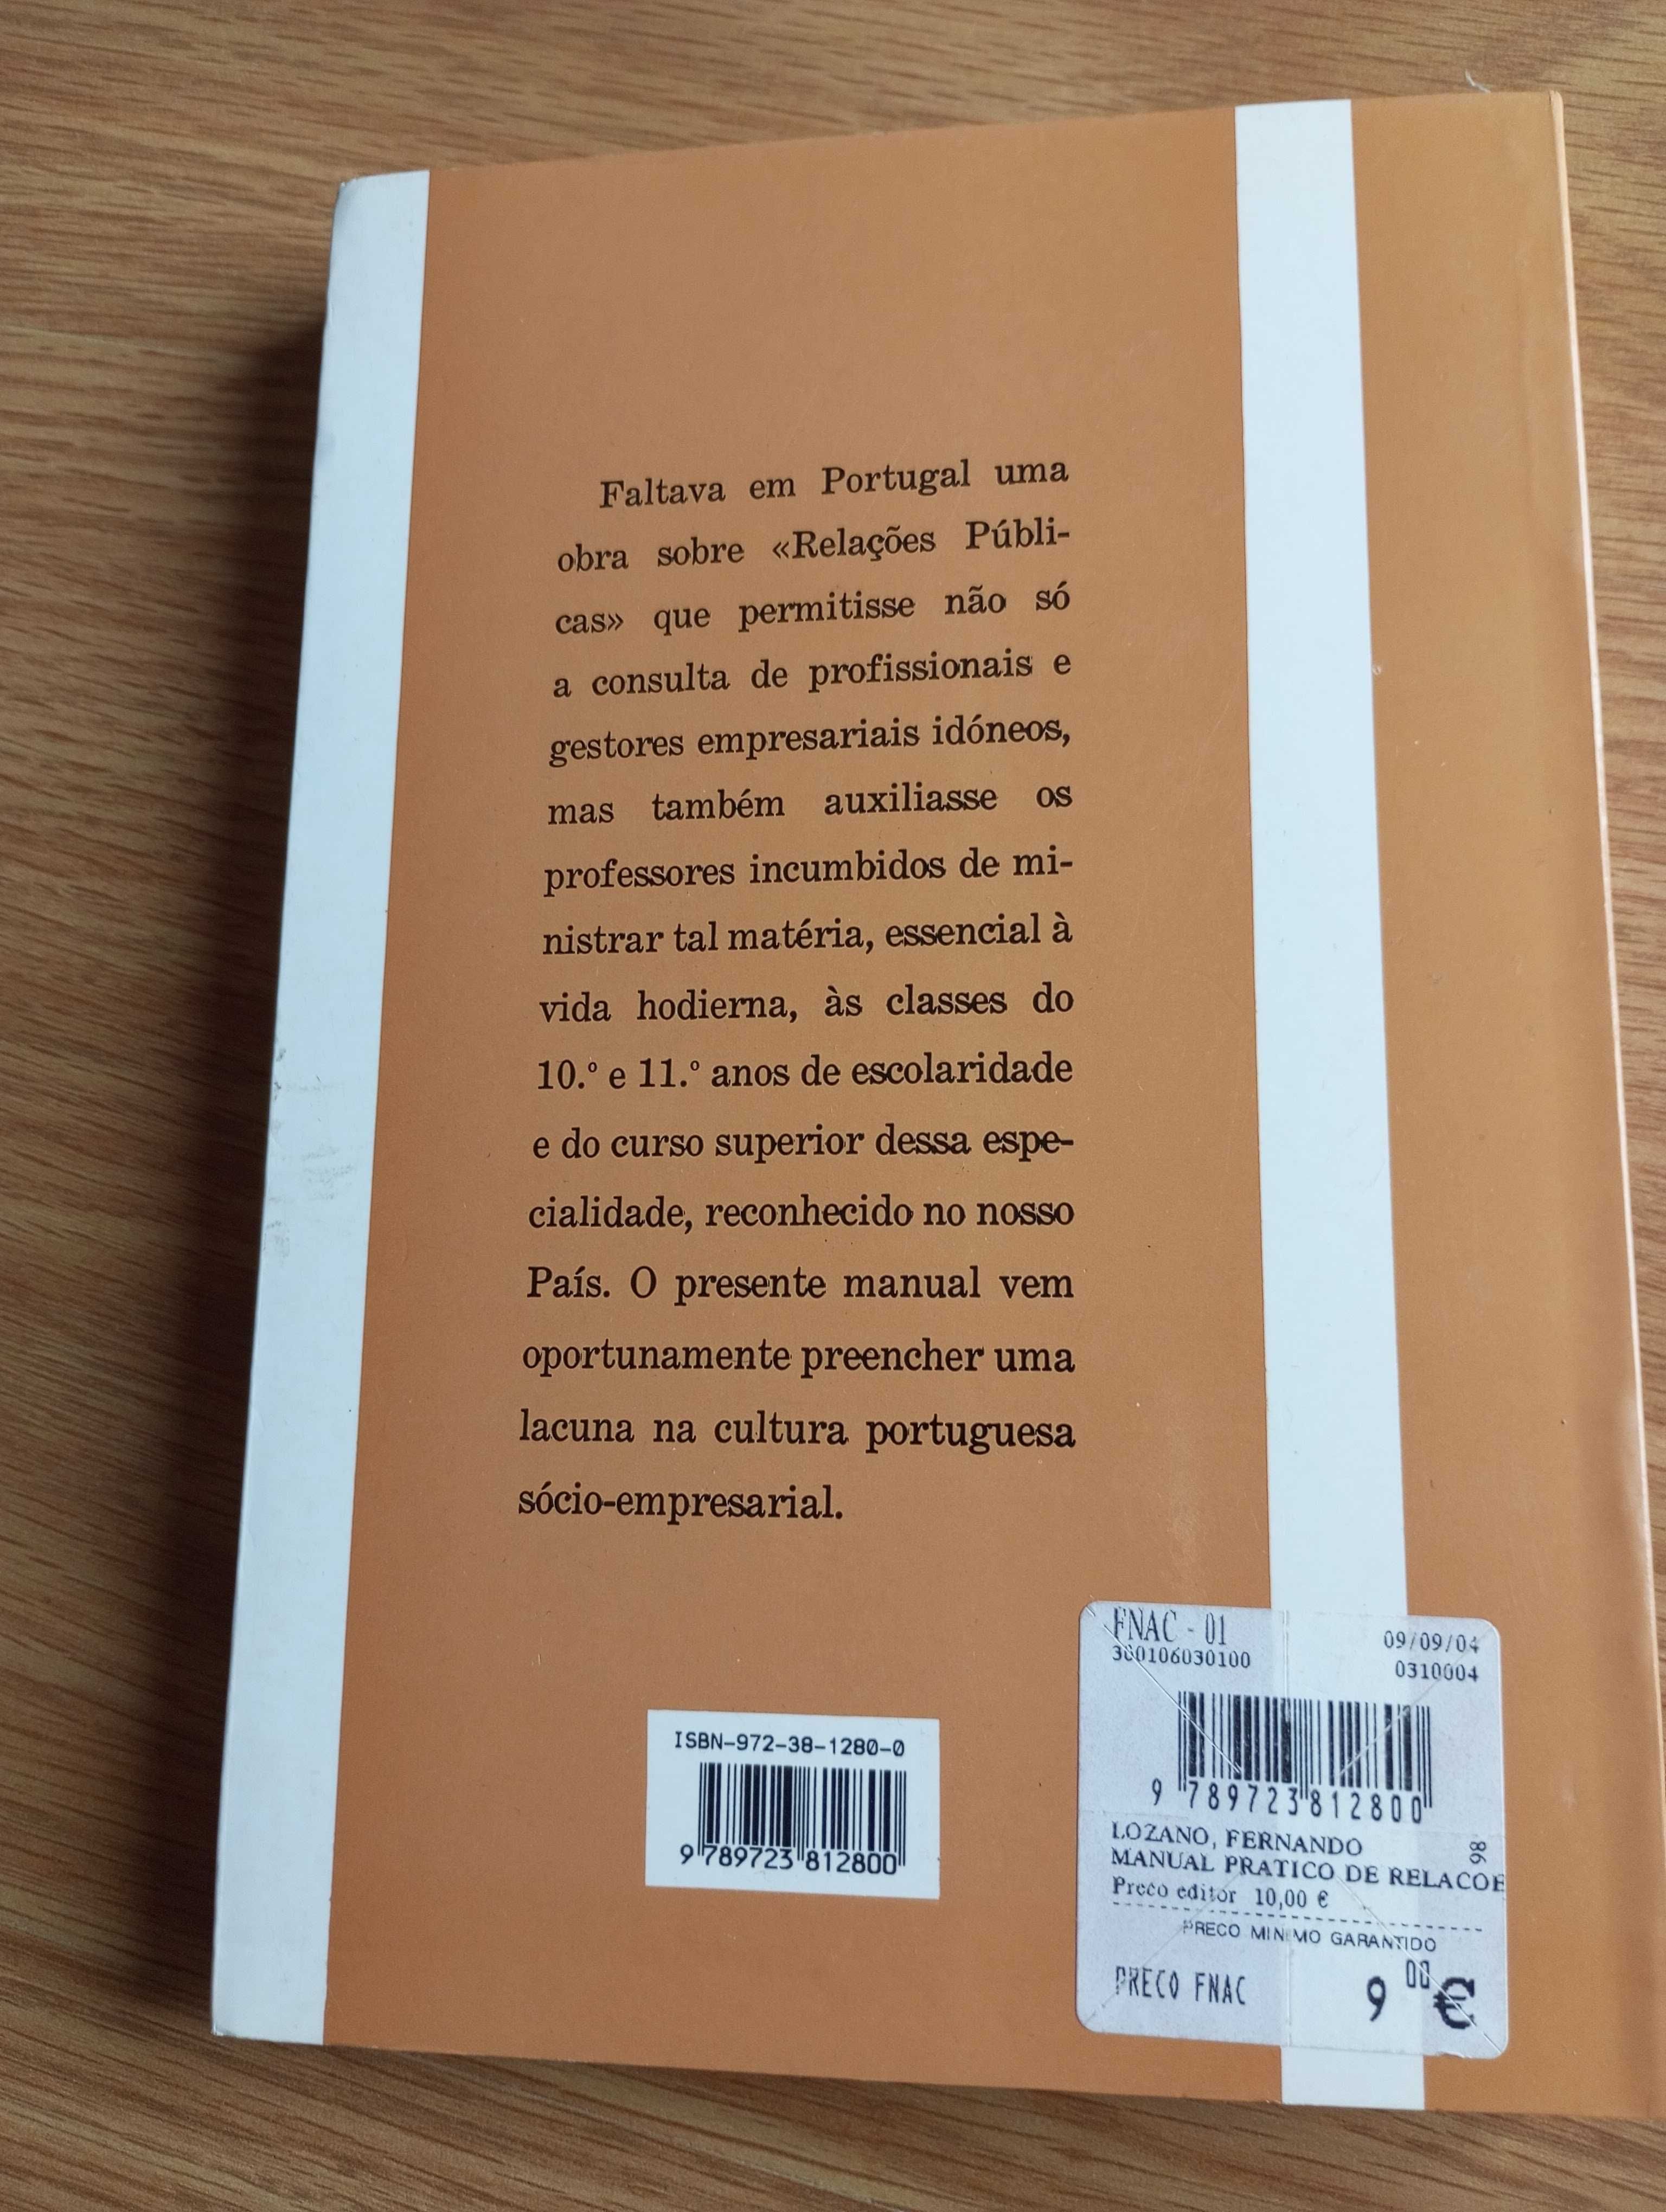 Faltava em Portugal uma
obra sobre «Relações Públi-
cas» que permitisse não só
a consulta de profissionais e
gestores empresariais idóneos,
mas também auxiliasse os
professores incumbidos de mi-
nistrar tal matéria, essencial à
vida hodierna, às classes do
10.º e 11.º anos de escolaridade
e do curso superior dessa espe-
cialidade, reconhecido no nosso
País. O presente manual vem
oportunamente preencher uma
lacuna na cultura portuguesa
sócio-empresarial.
ISBN-972-38-1280-0
9 789723 812800
FNAC - 01 09/09/04
300106030100 0310004
9 789723 812800
LOZANO, FERNANDO 86
MANUAL PRATICO DE RELACOE
Preco editor 10,00 €
PRECO MINIMO GARANTIDO
PRECO FNAC 9 00 €